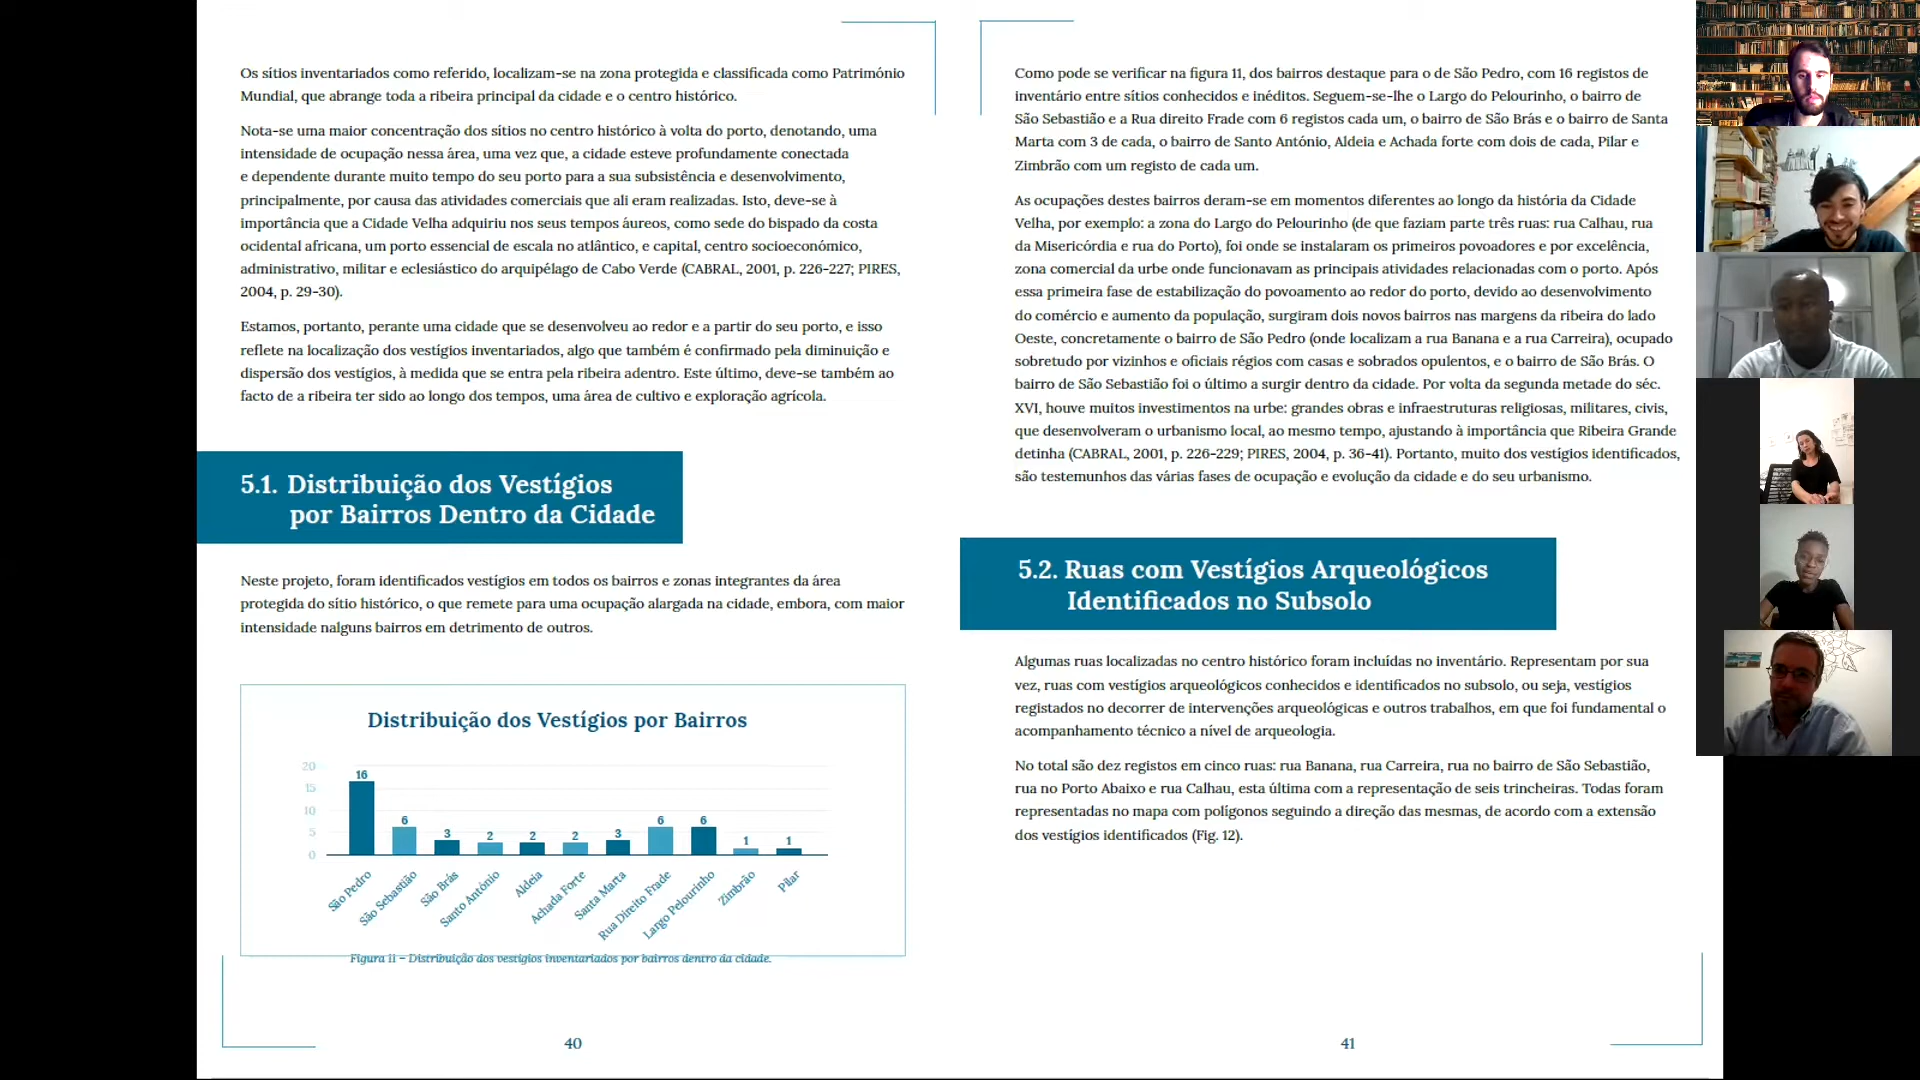 Os sítios inventariados como referido, localizam-se na zona protegida e classificada como Património
Mundial, que abrange toda a ribeira principal da cidade e o centro histórico.
Nota-se uma maior concentração dos sítios no centro histórico à volta do porto, denotando, uma
intensidade de ocupação nessa área, uma vez que, a cidade esteve profundamente conectada
e dependente durante muito tempo do seu porto para a sua subsistência e desenvolvimento,
principalmente, por causa das atividades comerciais que ali eram realizadas. Isto, deve-se à
importância que a Cidade Velha adquiriu nos seus tempos áureos, como sede do bispado da costa
ocidental africana, um porto essencial de escala no atlântico, e capital, centro socioeconómico,
administrativo, militar e eclesiástico do arquipélago de Cabo Verde (CABRAL, 2001, p. 226-227; PIRES,
2004, p. 29-30).
Estamos, portanto, perante uma cidade que se desenvolveu ao redor e a partir do seu porto, e isso
reflete na localização dos vestígios inventariados, algo que também é confirmado pela diminuição e
dispersão dos vestígios, à medida que se entra pela ribeira adentro. Este último, deve-se também ao
facto de a ribeira ter sido ao longo dos tempos, uma área de cultivo e exploração agrícola.
5.1. Distribuição dos Vestígios
por Bairros Dentro da Cidade
Neste projeto, foram identificados vestígios em todos os bairros e zonas integrantes da área
protegida do sítio histórico, o que remete para uma ocupação alargada na cidade, embora, com maior
intensidade nalguns bairros em detrimento de outros.
Distribuição dos Vestígios por Bairros
20
15
10
5
0
16
6
3
2
2
2
3
6
6
1
1
São Pedro
São Sebastião
São Brás
Santo António
Aldeia
Achada Forte
Santa Marta
Rua Direito Frade
Largo Pelourinho
Zimbrão
Pilar
Figura 11 – Distribuição dos vestígios inventariados por bairros dentro da cidade.
40
Como pode se verificar na figura 11, dos bairros destaque para o de São Pedro, com 16 registos de
inventário entre sítios conhecidos e inéditos. Seguem-se-lhe o Largo do Pelourinho, o bairro de
São Sebastião e a Rua direito Frade com 6 registos cada um, o bairro de São Brás e o bairro de Santa
Marta com 3 de cada, o bairro de Santo António, Aldeia e Achada forte com dois de cada, Pilar e
Zimbrão com um registo de cada um.
As ocupações destes bairros deram-se em momentos diferentes ao longo da história da Cidade
Velha, por exemplo: a zona do Largo do Pelourinho (de que faziam parte três ruas: rua Calhau, rua
da Misericórdia e rua do Porto), foi onde se instalaram os primeiros povoadores e por excelência,
zona comercial da urbe onde funcionavam as principais atividades relacionadas com o porto. Após
essa primeira fase de estabilização do povoamento ao redor do porto, devido ao desenvolvimento
do comércio e aumento da população, surgiram dois novos bairros nas margens da ribeira do lado
Oeste, concretamente o bairro de São Pedro (onde localizam a rua Banana e a rua Carreira), ocupado
sobretudo por vizinhos e oficiais régios com casas e sobrados opulentos, e o bairro de São Brás. O
bairro de São Sebastião foi o último a surgir dentro da cidade. Por volta da segunda metade do séc.
XVI, houve muitos investimentos na urbe: grandes obras e infraestruturas religiosas, militares, civis,
que desenvolveram o urbanismo local, ao mesmo tempo, ajustando à importância que Ribeira Grande
detinha (CABRAL, 2001, p. 226-229; PIRES, 2004, p. 36-41). Portanto, muito dos vestígios identificados,
são testemunhos das várias fases de ocupação e evolução da cidade e do seu urbanismo.
5.2. Ruas com Vestígios Arqueológicos
Identificados no Subsolo
Algumas ruas localizadas no centro histórico foram incluídas no inventário. Representam por sua
vez, ruas com vestígios arqueológicos conhecidos e identificados no subsolo, ou seja, vestígios
registados no decorrer de intervenções arqueológicas e outros trabalhos, em que foi fundamental o
acompanhamento técnico a nível de arqueologia.
No total são dez registos em cinco ruas: rua Banana, rua Carreira, rua no bairro de São Sebastião,
rua no Porto Abaixo e rua Calhau, esta última com a representação de seis trincheiras. Todas foram
representadas no mapa com polígonos seguindo a direção das mesmas, de acordo com a extensão
dos vestígios identificados (Fig. 12).
41